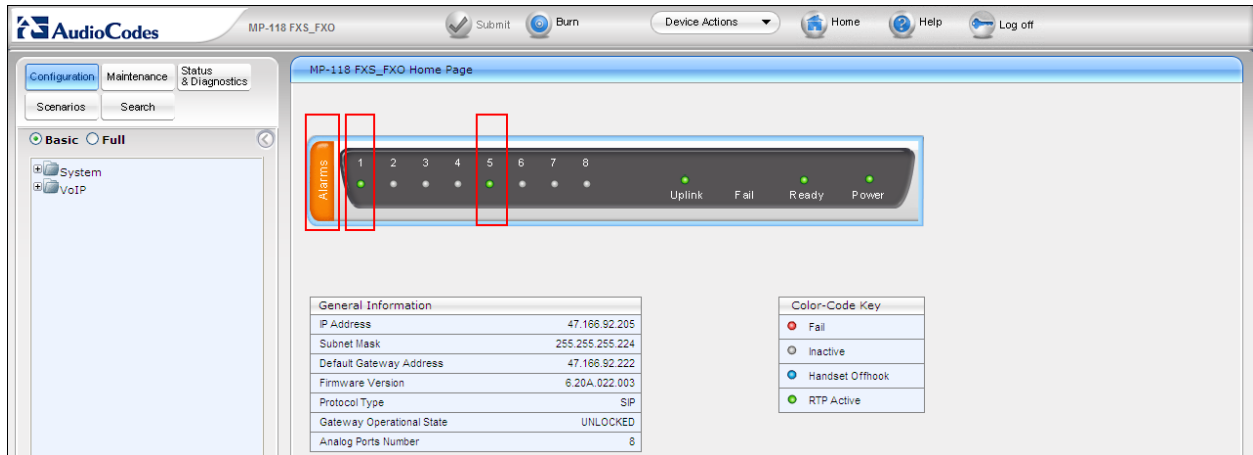 AudioCodes
MP-118 FXS_FXO
Submit
Burn
Device Actions
Home
Help
Log off
Configuration
Maintenance
Status
& Diagnostics
Scenarios
Search
Basic
Full
System
VoIP
MP-118 FXS_FXO Home Page
Alarms
1 2 3 4 5 6 7 8
Uplink Fail Ready Power
General Information
IP Address 47.166.92.205
Subnet Mask 255.255.255.224
Default Gateway Address 47.166.92.222
Firmware Version 6.20A.022.003
Protocol Type SIP
Gateway Operational State UNLOCKED
Analog Ports Number 8
Color-Code Key
Fail
Inactive
Handset Offhook
RTP Active